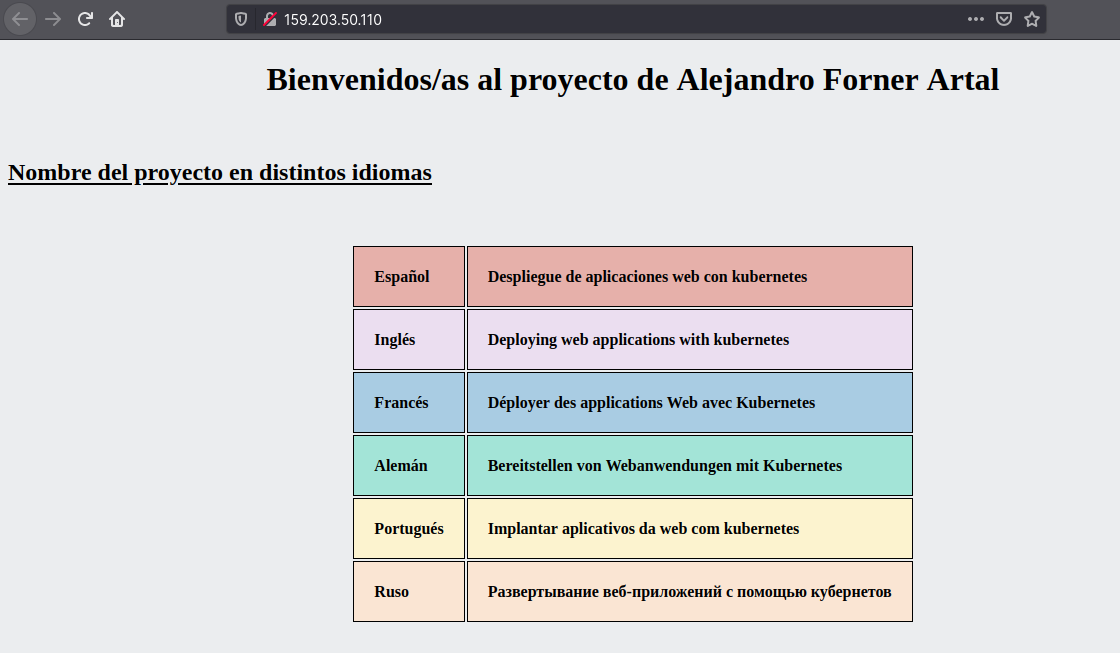 159.203.50.110
Bienvenidos/as al proyecto de Alejandro Forner Artal
Nombre del proyecto en distintos idiomas
Español Despliegue de aplicaciones web con kubernetes
Inglés Deploying web applications with kubernetes
Francés Déployer des applications Web avec Kubernetes
Alemán Bereitstellen von Webanwendungen mit Kubernetes
Portugués Implantar aplicativos da web com kubernetes
Ruso Развертывание веб-приложений с помощью кубернетов